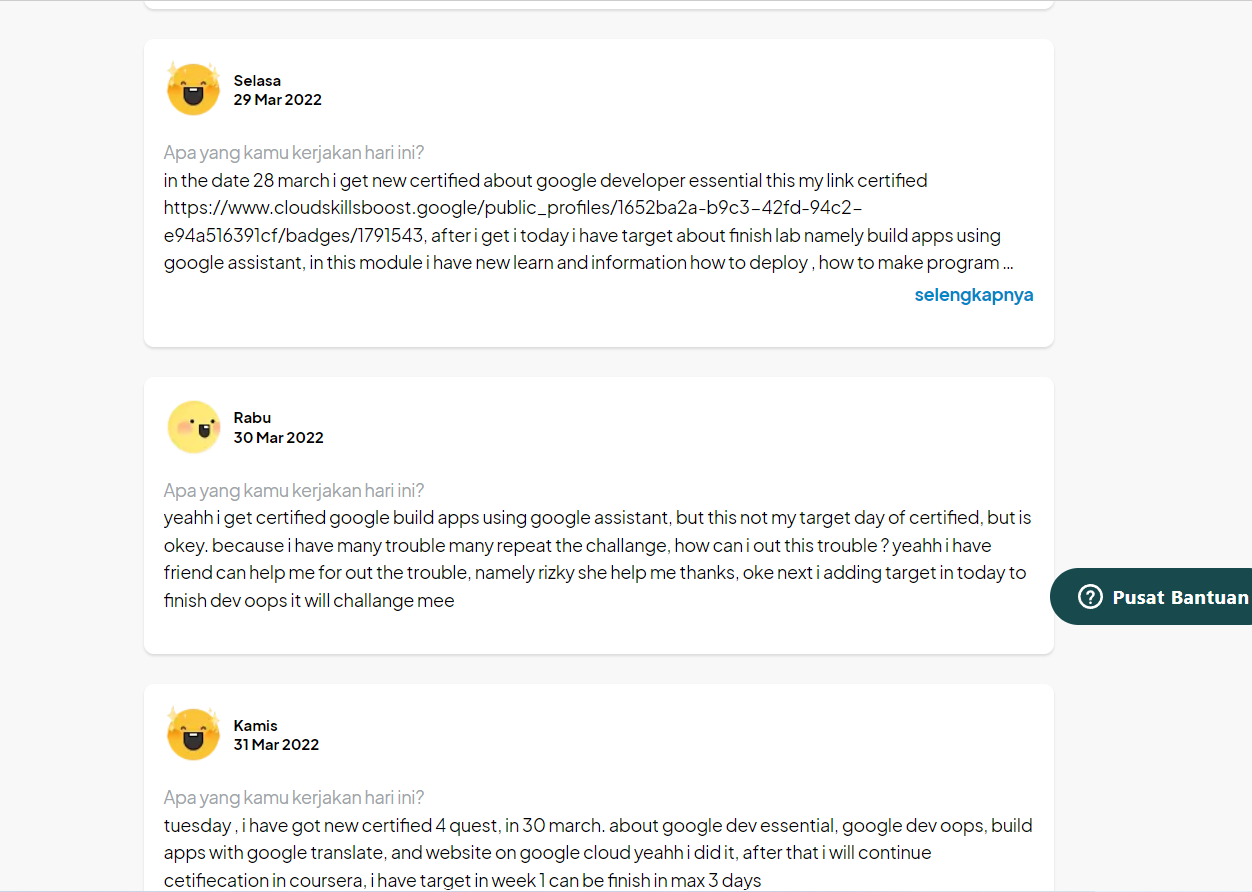 Selasa
29 Mar 2022
Apa yang kamu kerjakan hari ini?
in the date 28 march i get new certified about google developer essential this my link certified
https://www.cloudskillsboost.google/public_profiles/1652ba2a-b9c3-42fd-94c2-
e94a516391cf/badges/1791543, after i get i today i have target about finish lab namely build apps using
google assistant, in this module i have new learn and information how to deploy , how to make program ...
selengkapnya
Rabu
30 Mar 2022
Apa yang kamu kerjakan hari ini?
yeahh i get certified google build apps using google assistant, but this not my target day of certified, but is
okey. because i have many trouble many repeat the challange, how can i out this trouble ? yeahh i have
friend can help me for out the trouble, namely rizky she help me thanks, oke next i adding target in today to
finish dev oops it will challange mee
Pusat Bantuan
Kamis
31 Mar 2022
Apa yang kamu kerjakan hari ini?
tuesday , i have got new certified 4 quest, in 30 march. about google dev essential, google dev oops, build
apps with google translate, and website on google cloud yeahh i did it, after that i will continue
cetifiecation in coursera, i have target in week 1 can be finish in max 3 days